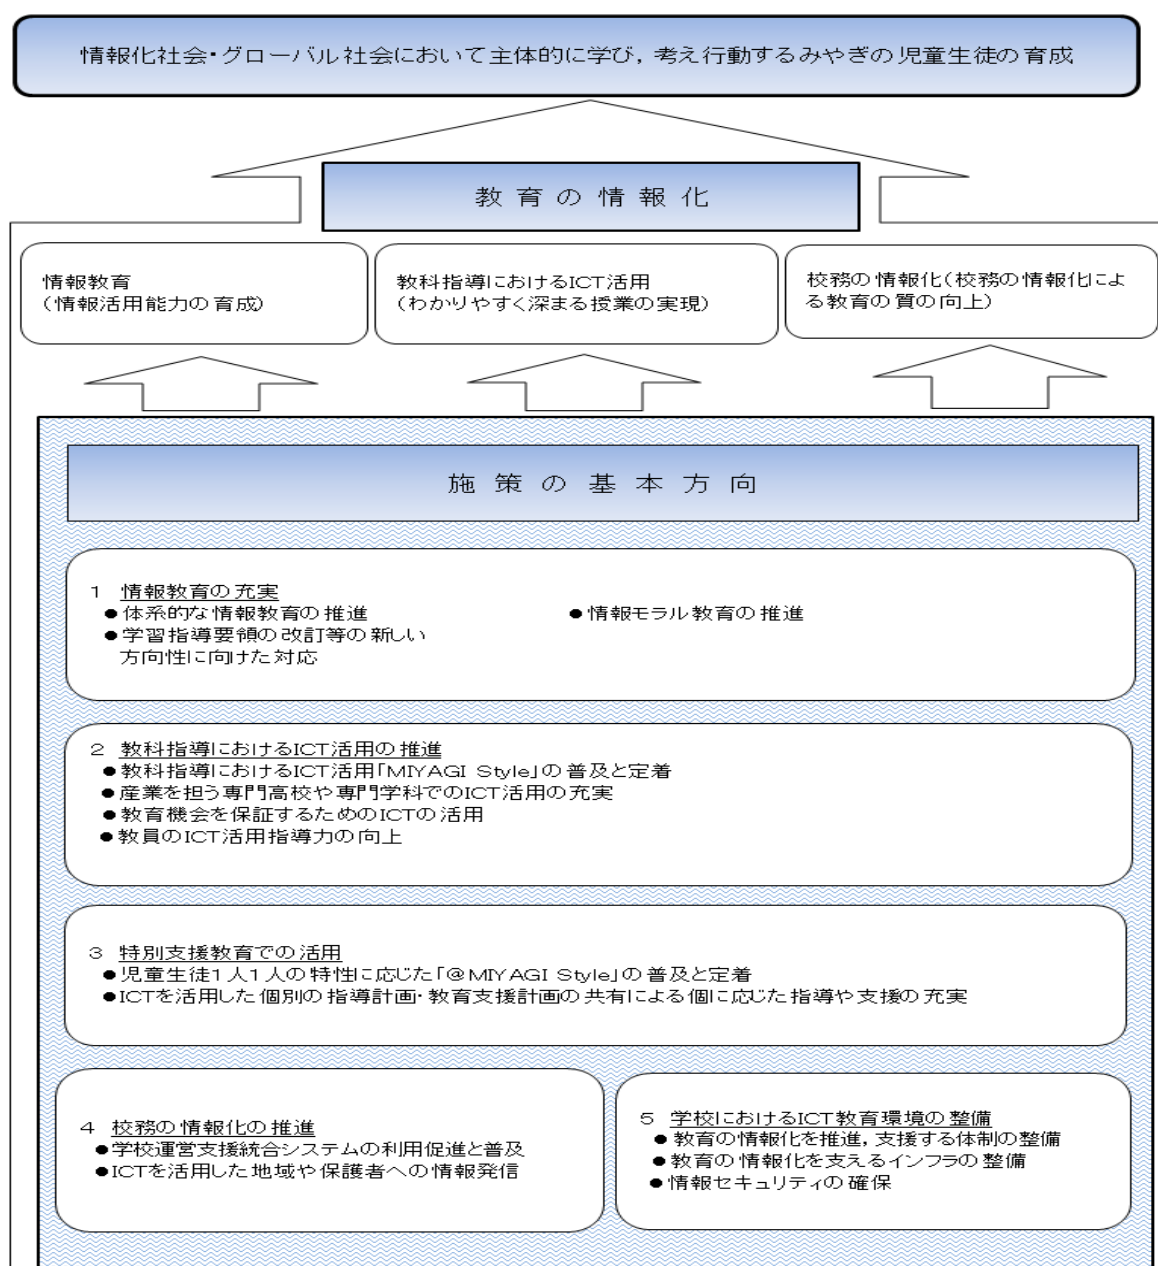 情報化社会・グローバル社会において主体的に学び，考え行動するみやぎの児童生徒の育成
教育の情報化
情報教育
（情報活用能力の育成）
教科指導におけるICT活用
（わかりやすく深まる授業の実現）
校務の情報化（校務の情報化によ
る教育の質の向上）
施策の基本方向
1 情報教育の充実
●体系的な情報教育の推進
●学習指導要領の改訂等の新しい
方向性に向けた対応
●情報モラル教育の推進
2 教科指導におけるICT活用の推進
●教科指導におけるICT活用「MIYAGI Style」の普及と定着
●産業を担う専門高校や専門学科でのICT活用の充実
●教育機会を保証するためのICTの活用
●教員のICT活用指導力の向上
3 特別支援教育での活用
●児童生徒1人1人の特性に応じた「＠MIYAGI Style」の普及と定着
●ICTを活用した個別の指導計画・教育支援計画の共有による個に応じた指導や支援の充実
4 校務の情報化の推進
●学校運営支援統合システムの利用促進と普及
●ICTを活用した地域や保護者への情報発信
5 学校におけるICT教育環境の整備
●教育の情報化を推進，支援する体制の整備
●教育の情報化を支えるインフラの整備
●情報セキュリティの確保